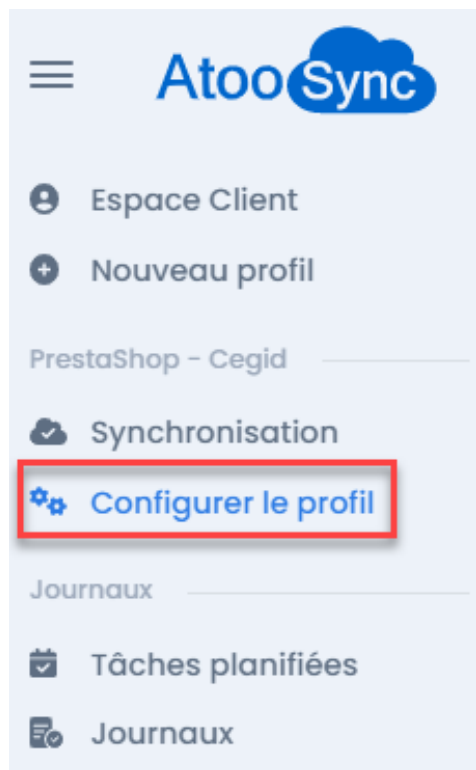 AtooSync
Espace Client
Nouveau profil
PrestaShop - Cegid
Synchronisation
Configurer le profil
Journaux
Tâches planifiées
Journaux